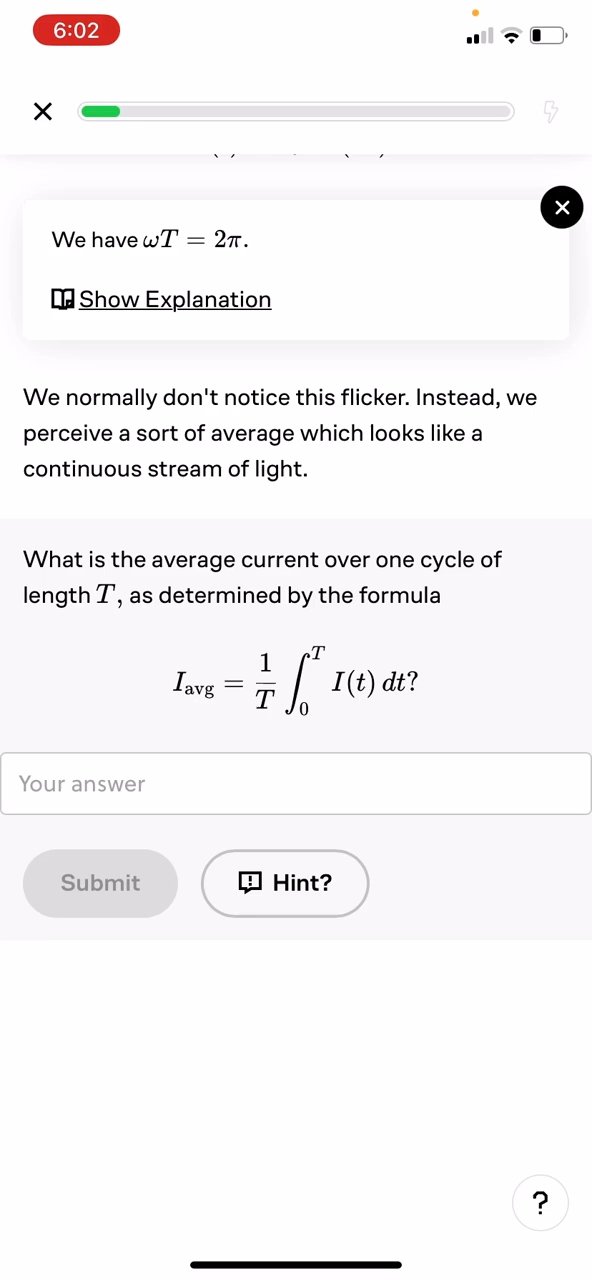 6:02
We have ωT = 2π.
Show Explanation
We normally don't notice this flicker. Instead, we
perceive a sort of average which looks like a
continuous stream of light.
What is the average current over one cycle of
length T, as determined by the formula
I_avg = \frac{1}{T} \int_0^T I(t) dt?
Your answer
Submit
Hint?
?